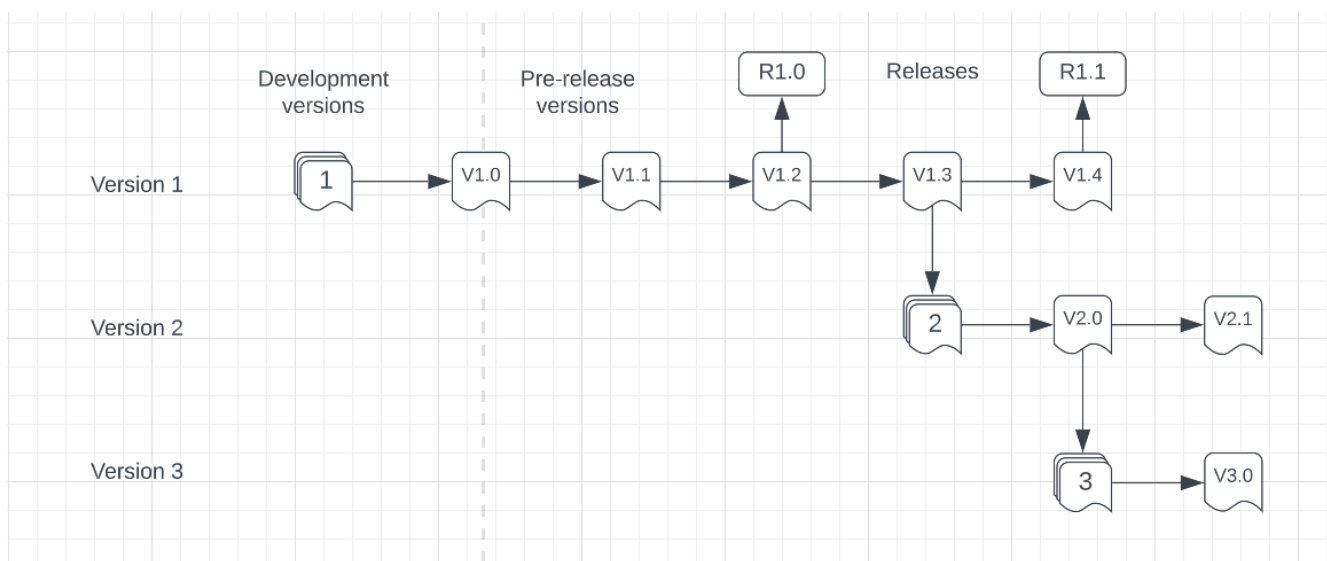 Development
versions
Pre-release
versions
R1.0
Releases
R1.1
Version 1
1
V1.0
V1.1
V1.2
V1.3
V1.4
Version 2
2
V2.0
V2.1
Version 3
3
V3.0